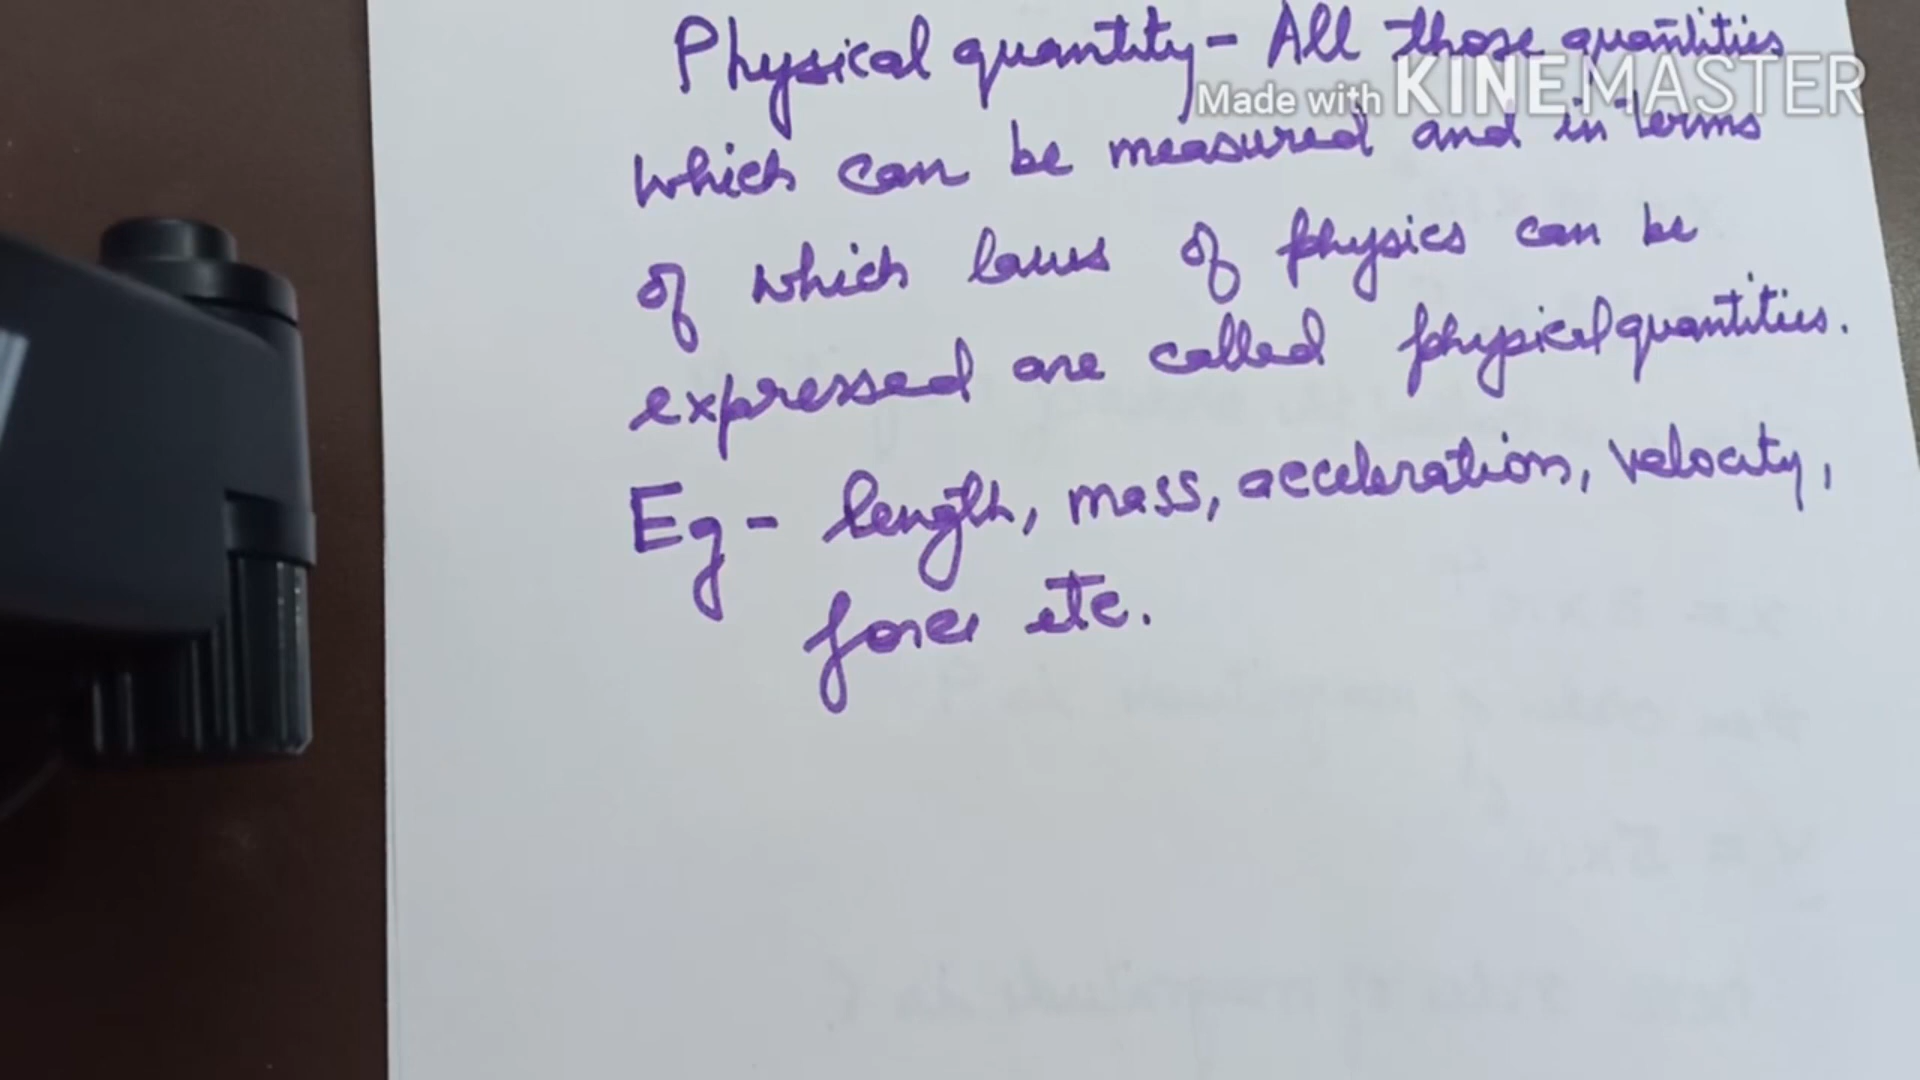 Physical quantity - All those quantities
Made with KINEMASTER
which can be measured and in terms
of which laws of physics can be
expressed are called physical quantities.
Eg - length, mass, acceleration, velocity,
force etc.